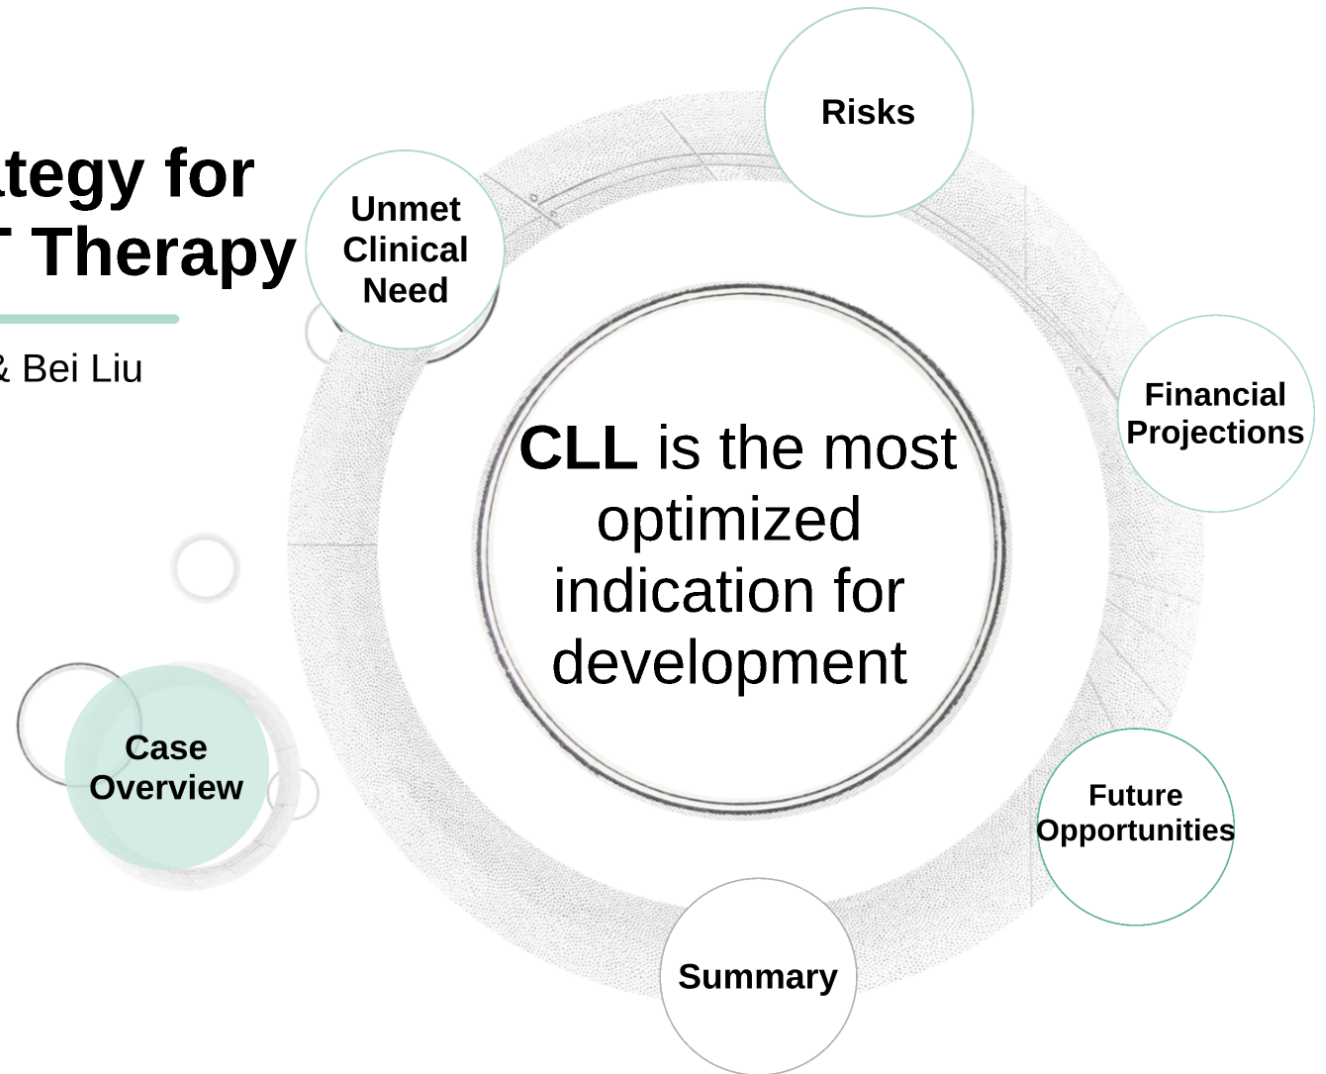 tegy for
T Therapy
& Bei Liu
Unmet
Clinical
Need
Risks
Financial
Projections
CLL is the most
optimized
indication for
development
Case
Overview
Future
Opportunities
Summary